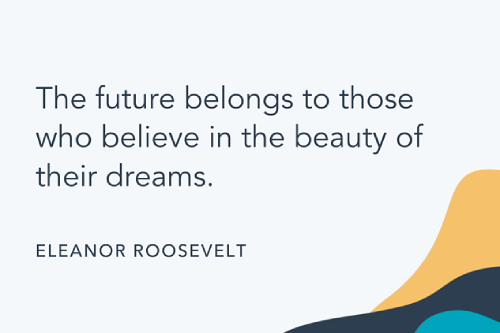 The future belongs to those
who believe in the beauty of
their dreams.
ELEANOR ROOSEVELT